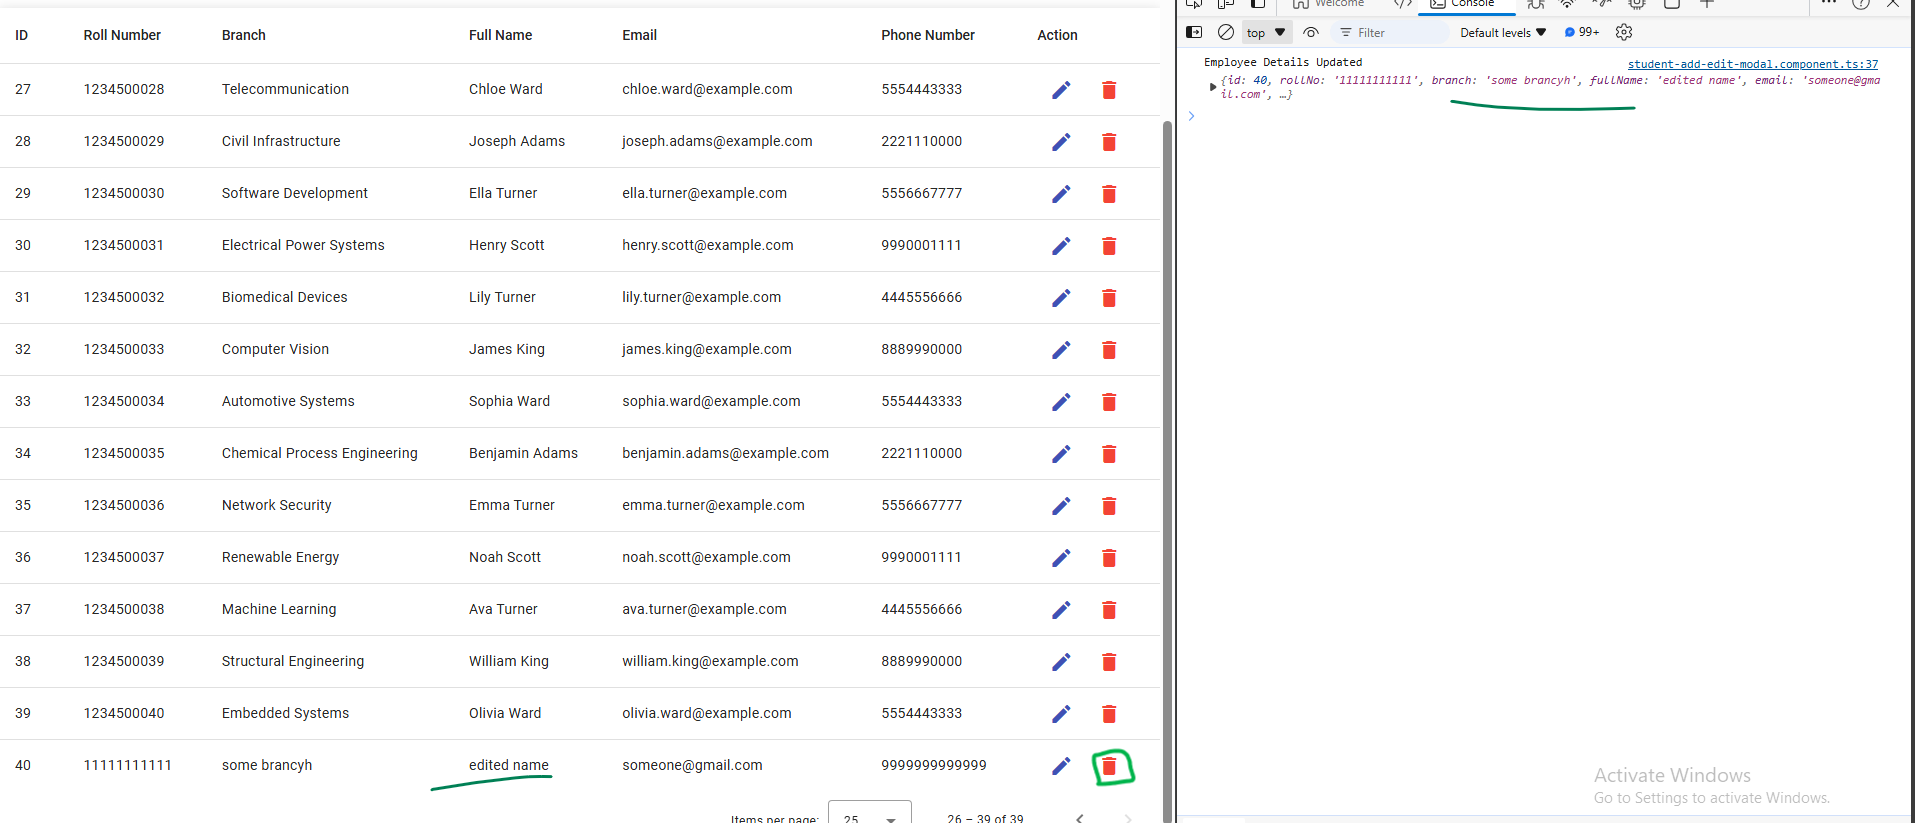 Welcome Console
ID Roll Number Branch Full Name Email Phone Number Action
top Filter Default levels 99+
27 1234500028 Telecommunication Chloe Ward chloe.ward@example.com 5554443333
28 1234500029 Civil Infrastructure Joseph Adams joseph.adams@example.com 2221110000
29 1234500030 Software Development Ella Turner ella.turner@example.com 5556667777
30 1234500031 Electrical Power Systems Henry Scott henry.scott@example.com 9990001111
31 1234500032 Biomedical Devices Lily Turner lily.turner@example.com 4445556666
32 1234500033 Computer Vision James King james.king@example.com 8889990000
33 1234500034 Automotive Systems Sophia Ward sophia.ward@example.com 5554443333
34 1234500035 Chemical Process Engineering Benjamin Adams benjamin.adams@example.com 2221110000
35 1234500036 Network Security Emma Turner emma.turner@example.com 5556667777
36 1234500037 Renewable Energy Noah Scott noah.scott@example.com 9990001111
37 1234500038 Machine Learning Ava Turner ava.turner@example.com 4445556666
38 1234500039 Structural Engineering William King william.king@example.com 8889990000
39 1234500040 Embedded Systems Olivia Ward olivia.ward@example.com 5554443333
40 11111111111 some brancyh edited name someone@gmail.com 9999999999999
Items per page: 25 26 – 39 of 39
Employee Details Updated student-add-edit-modal.component.ts:37
{id: 40, rollNo: '11111111111', branch: 'some brancyh', fullName: 'edited name', email: 'someone@gma
il.com', …}
Activate Windows
Go to Settings to activate Windows.